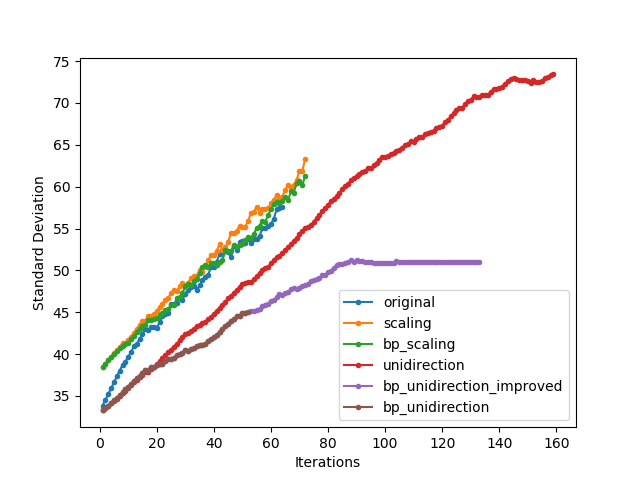 75
70
65
60
55
50
45
40
35
Standard Deviation
0 20 40 60 80 100 120 140 160
Iterations
original
scaling
bp_scaling
unidirection
bp_unidirection_improved
bp_unidirection